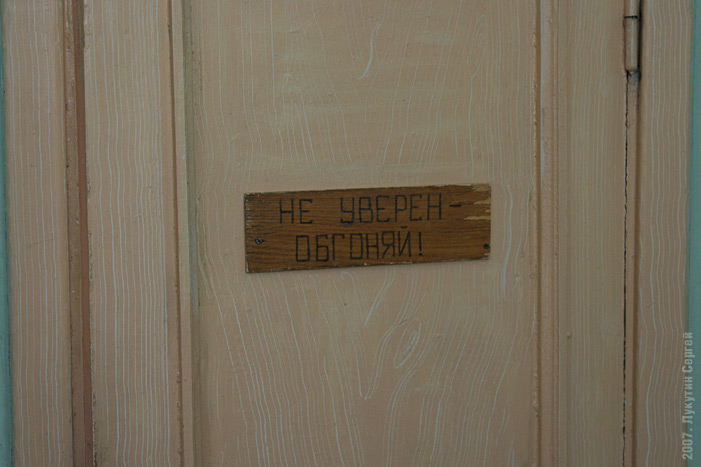 НЕ УВЕРЕН -
ОБГОНЯЙ!
2007. Лукутин Сергей